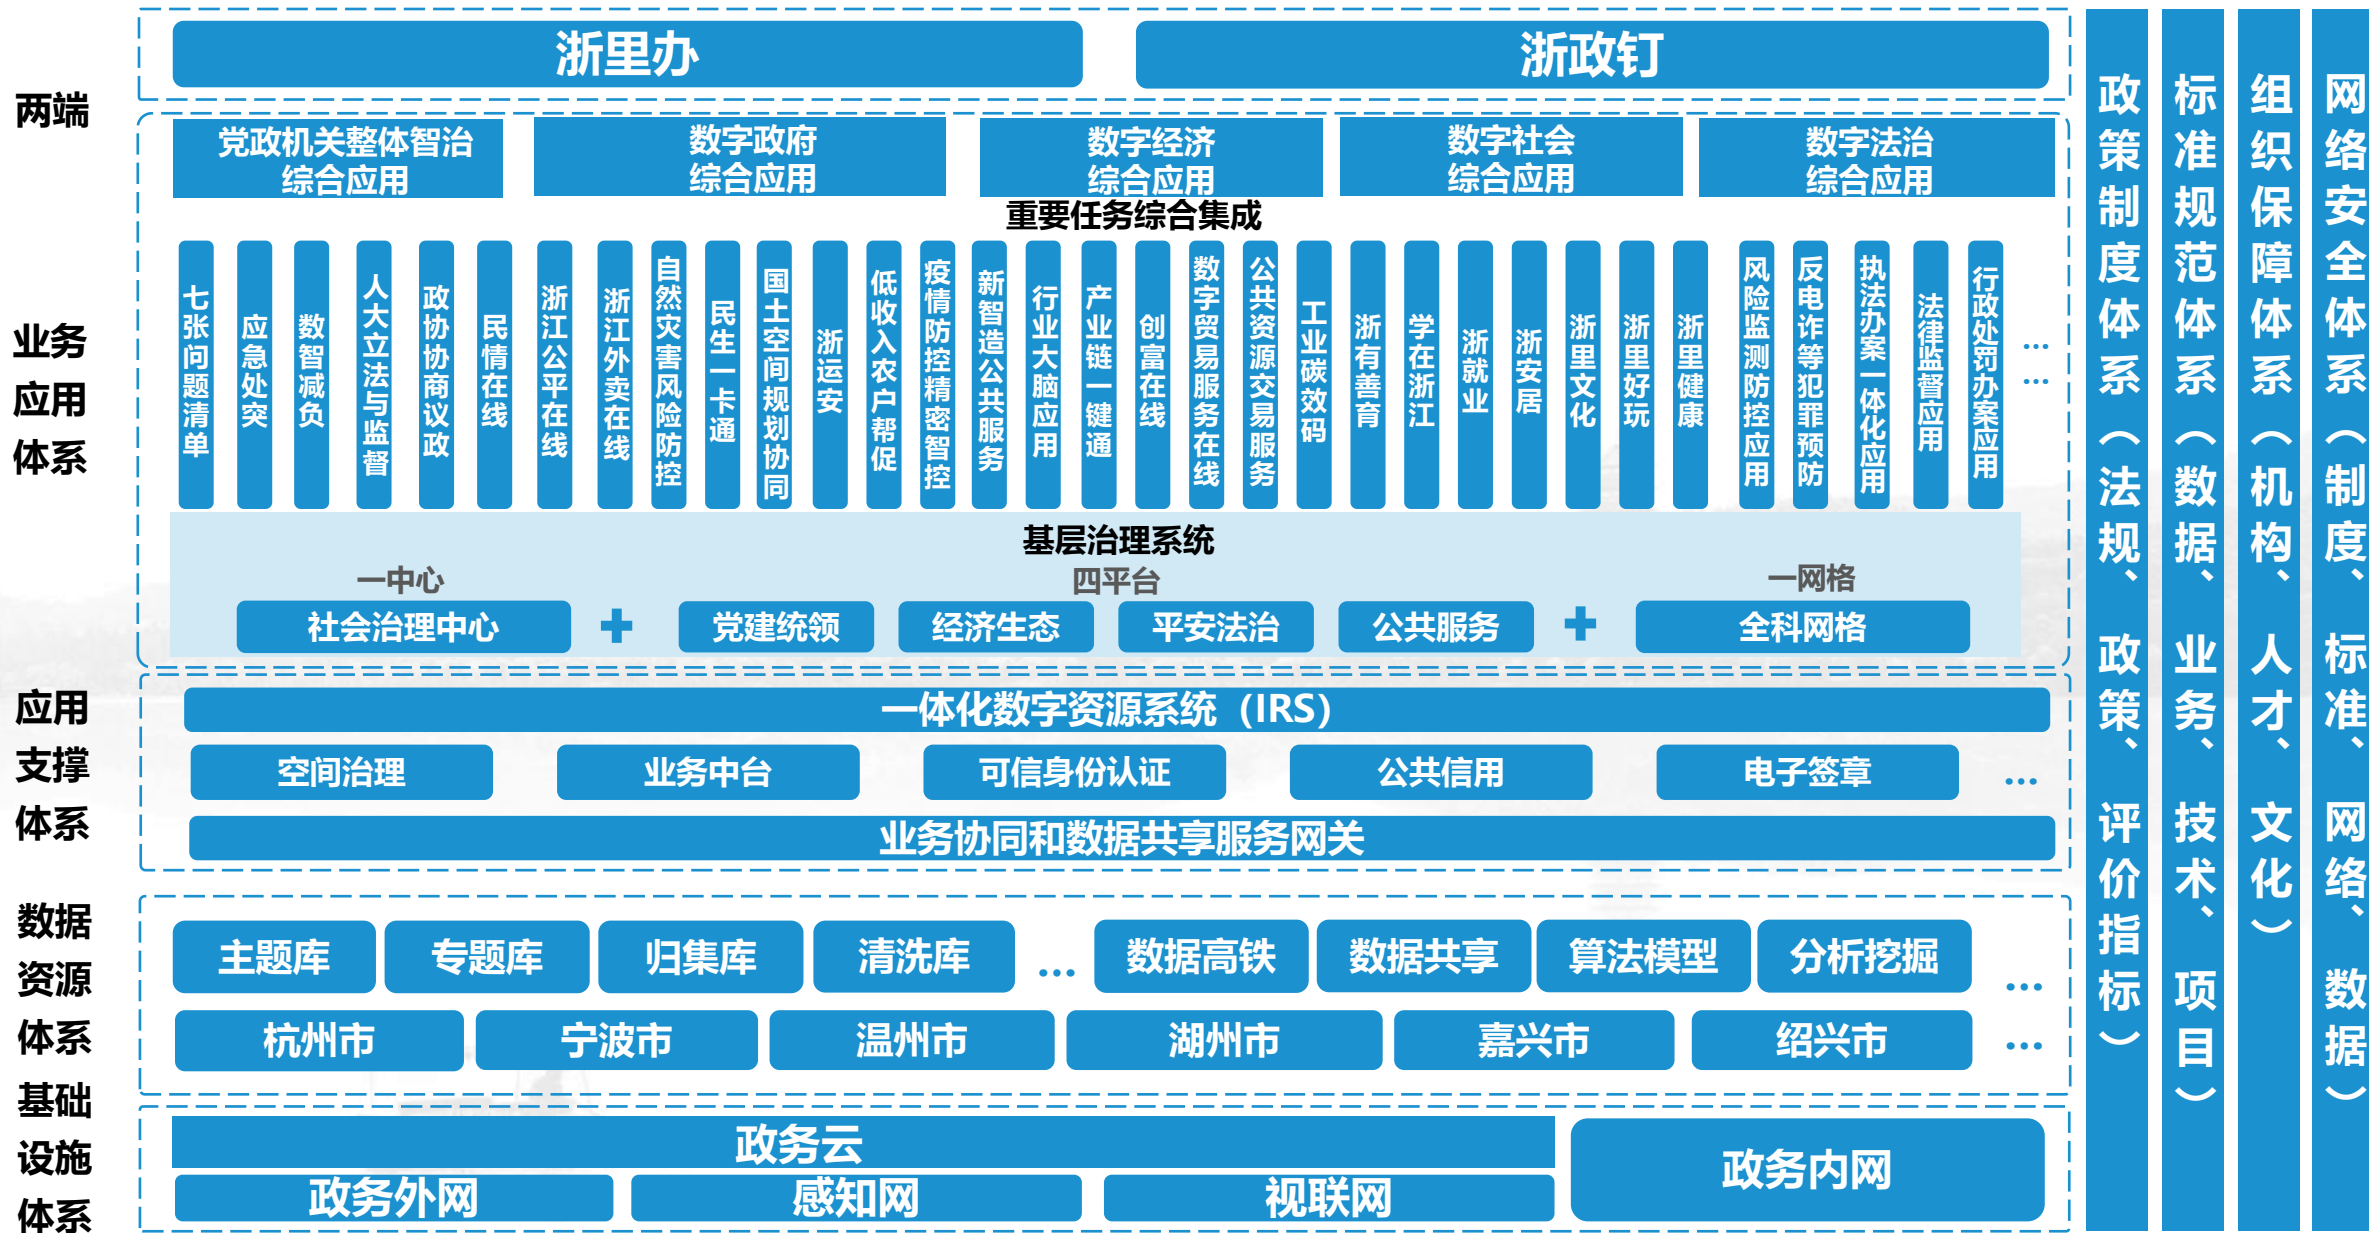 两端
浙里办
浙政钉
业务
应用
体系
党政机关整体智治
综合应用
数字政府
综合应用
数字经济
综合应用
数字社会
综合应用
数字法治
综合应用
重要任务综合集成
七张问题清单
应急处突
数智减负
人大立法与监督
政协协商议政
民情在线
浙江公平在线
浙江外卖在线
自然灾害风险防控
民生一卡通
国土空间规划协同
浙运安
低收入农户帮促
疫情防控精密智控
新智造公共服务
行业大脑应用
产业链一键通
创富在线
数字贸易服务在线
公共资源交易服务
工业碳效码
浙有善育
学在浙江
浙就业
浙安居
浙里文化
浙里好玩
浙里健康
风险监测防控应用
反电诈等犯罪预防
执法办案一体化应用
法律监督应用
行政处罚办案应用
...
...
基层治理系统
一中心
四平台
一网格
社会治理中心
+
党建统领
经济生态
平安法治
公共服务
+
全科网格
应用
支撑
体系
一体化数字资源系统（IRS）
空间治理
业务中台
可信身份认证
公共信用
电子签章
...
业务协同和数据共享服务网关
数据
资源
体系
主题库
专题库
归集库
清洗库
...
数据高铁
数据共享
算法模型
分析挖掘
...
杭州市
宁波市
温州市
湖州市
嘉兴市
绍兴市
...
基础
设施
体系
政务云
政务外网
感知网
视联网
政务内网
政策制度体系（法规、政策、评价指标）
标准规范体系（数据、业务、技术、项目）
组织保障体系（机构、人才、文化）
网络安全体系（制度、标准、网络、数据）